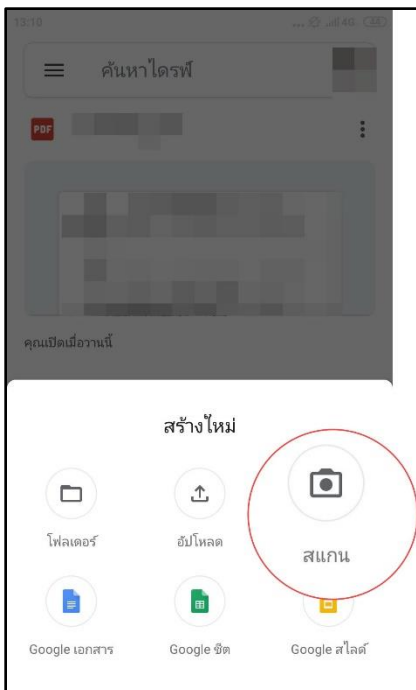 13:10 ... 4G 44
ค้นหาไดรฟ์
PDF
คุณเปิดเมื่อวานนี้
สร้างใหม่
โฟลเดอร์ อัปโหลด สแกน
Google เอกสาร Google ชีต Google สไลด์